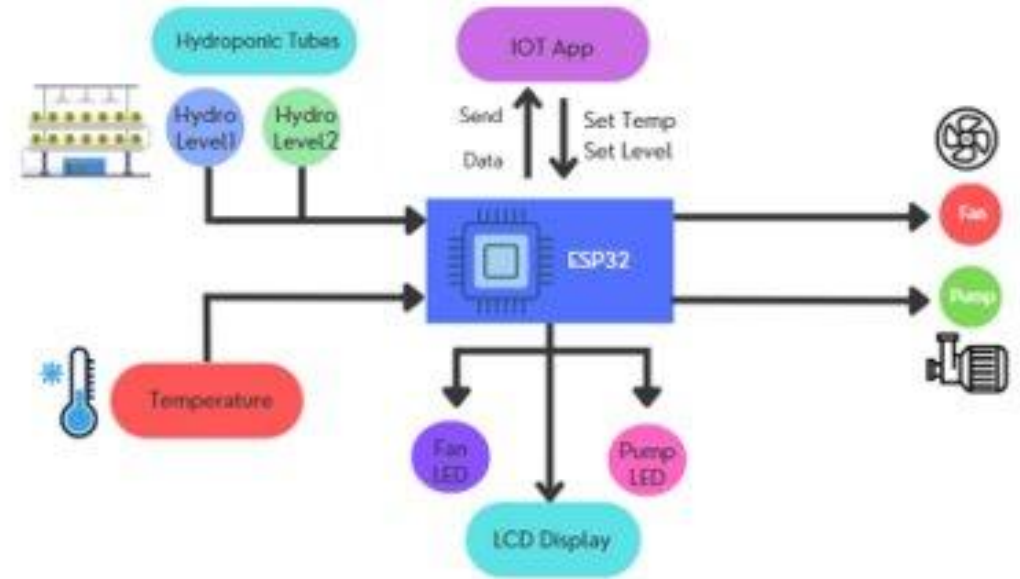 Hydroponic Tubes
IOT App
Hydro
Level1
Hydro
Level2
Send
Data
Set Temp
Set Level
ESP32
Fan
Pump
Temperature
Fan
LED
Pump
LED
LCD Display